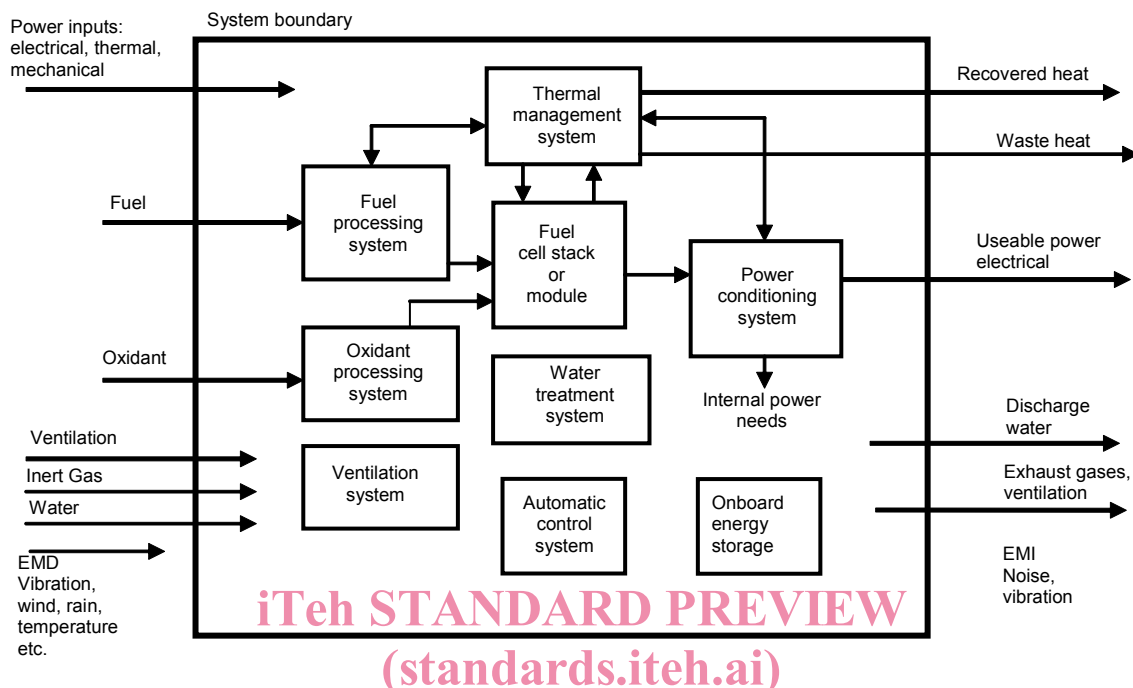 System boundary
Power inputs:
electrical, thermal,
mechanical
Recovered heat
Thermal
management
system
Waste heat
Fuel
Fuel
processing
system
Fuel
cell stack
or
module
Useable power
electrical
Power
conditioning
system
Oxidant
Oxidant
processing
system
Water
treatment
system
Internal power
needs
Discharge
water
Ventilation
Inert Gas
Water
Ventilation
system
Exhaust gases,
ventilation
Automatic
control
system
Onboard
energy
storage
EMD
Vibration,
wind, rain,
temperature
etc.
EMI
Noise,
vibration
iTeh STANDARD PREVIEW
(standards.iteh.ai)